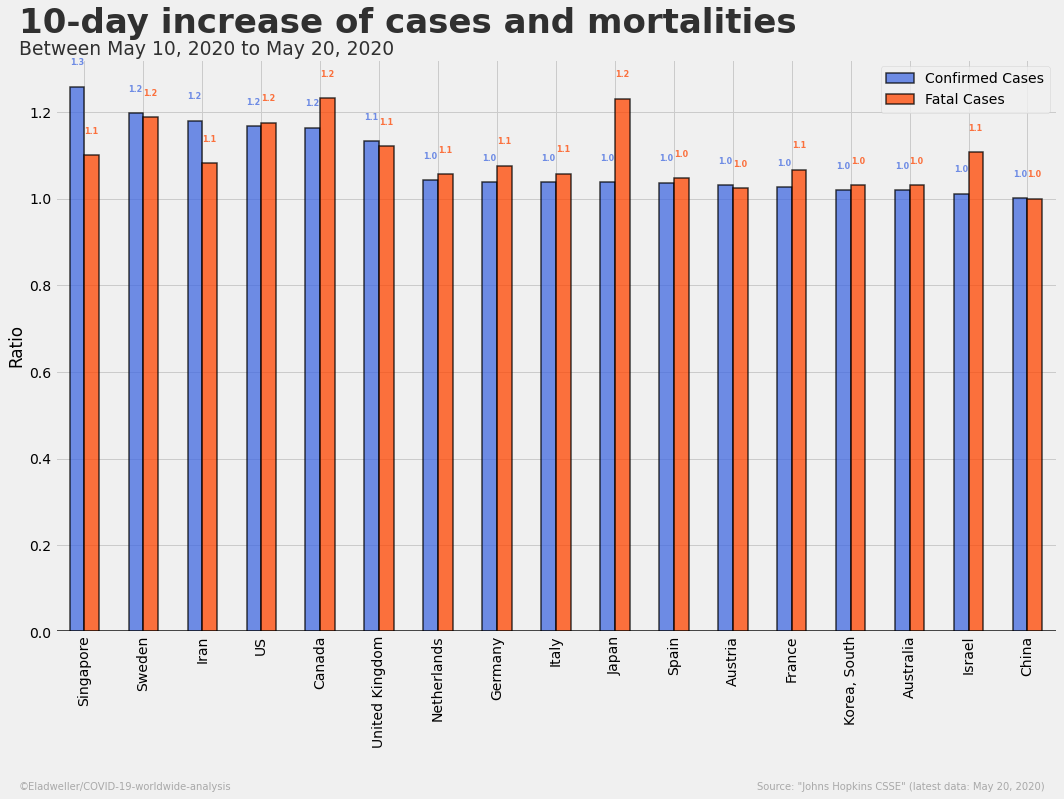 10-day increase of cases and mortalities
Between May 10, 2020 to May 20, 2020
Confirmed Cases
Fatal Cases
1.3 1.1 1.2 1.2 1.2 1.1 1.2 1.2 1.2 1.2 1.1 1.1 1.0 1.1 1.0 1.1 1.0 1.1 1.0 1.2 1.0 1.0 1.0 1.0 1.0 1.1 1.0 1.0 1.0 1.0 1.0 1.1 1.0 1.0
Ratio
1.2
1.0
0.8
0.6
0.4
0.2
0.0
Singapore
Sweden
Iran
US
Canada
United Kingdom
Netherlands
Germany
Italy
Japan
Spain
Austria
France
Korea, South
Australia
Israel
China
©Eladweller/COVID-19-worldwide-analysis
Source: "Johns Hopkins CSSE" (latest data: May 20, 2020)